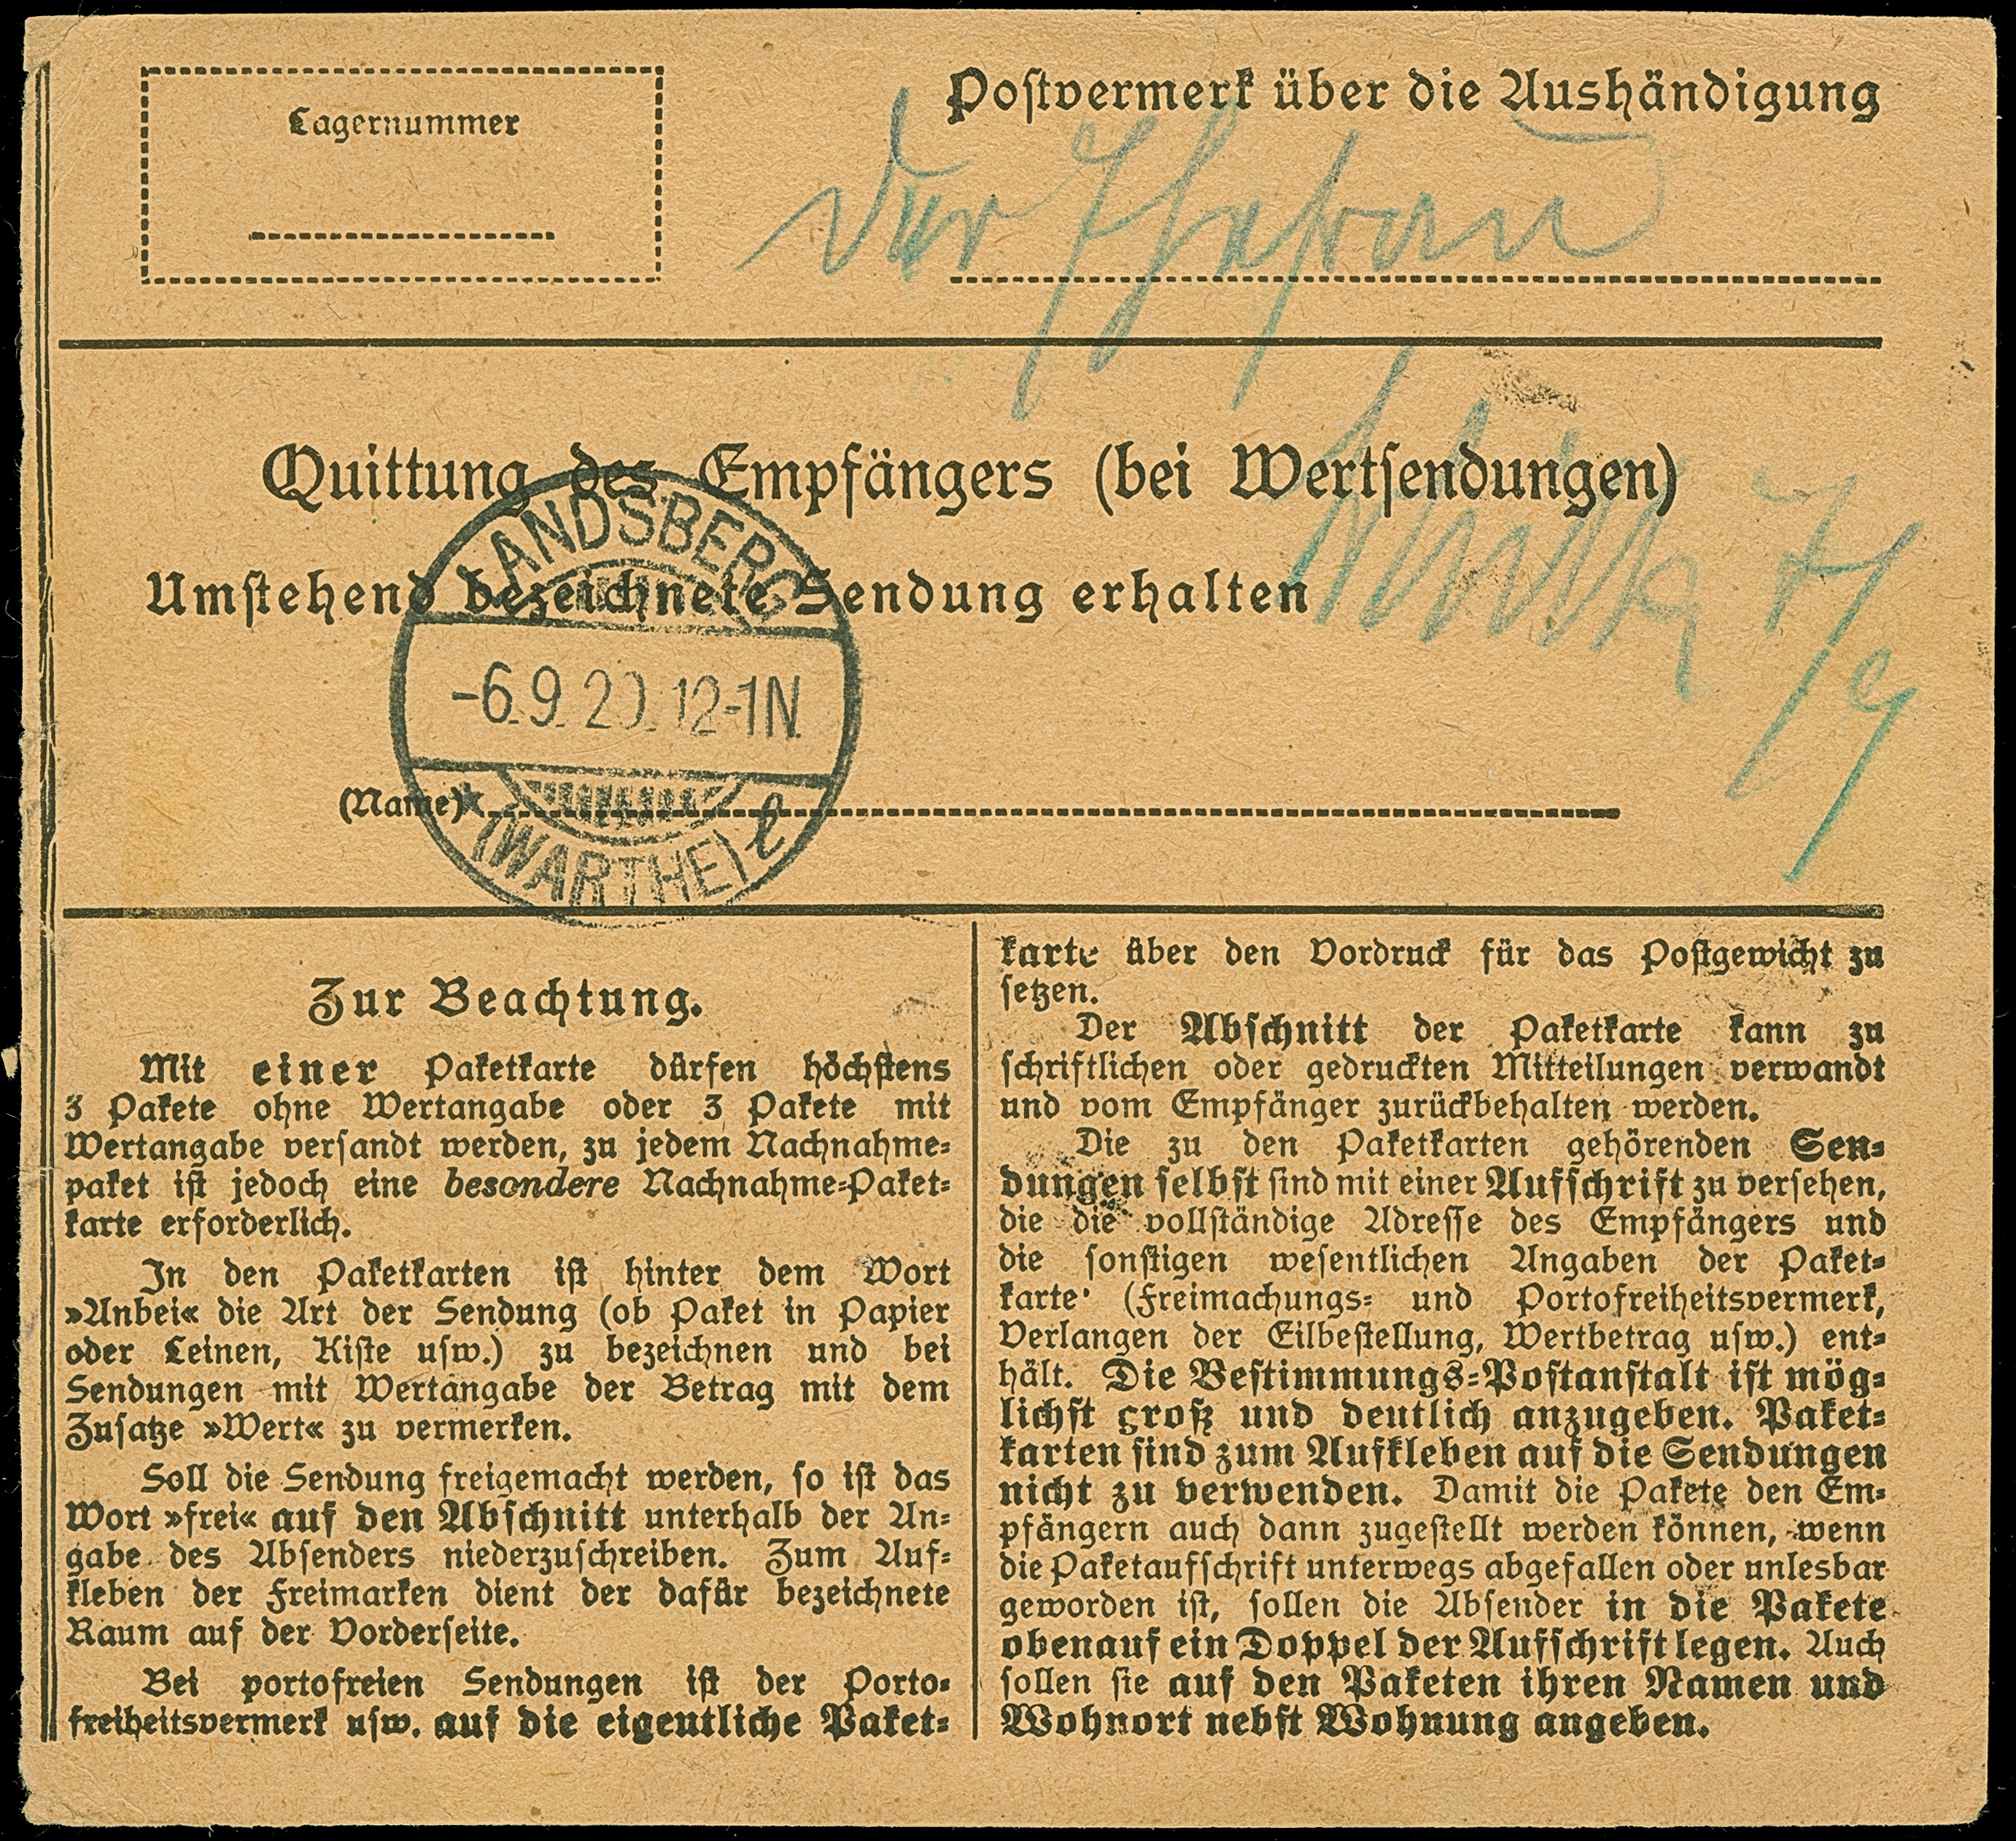 Lagernummer
Postvermerk über die Aushändigung
der Ehefrau
7/9
Quittung des Empfängers (bei Wertsendungen)
Umstehend bezeichnete Sendung erhalten
LANDSBERG
-6.9.20.12-1N.
(WARTHE) l
(Name)
Zur Beachtung.
Mit einer Paketkarte dürfen höchstens
3 Pakete ohne Wertangabe oder 3 Pakete mit
Wertangabe versandt werden, zu jedem Nachnahme-
paket ist jedoch eine besondere Nachnahme-Paket-
karte erforderlich.
In den Paketkarten ist hinter dem Wort
»Anbei« die Art der Sendung (ob Paket in Papier
oder Leinen, Kiste usw.) zu bezeichnen und bei
Sendungen mit Wertangabe der Betrag mit dem
Zusatze »Wert« zu vermerken.
Soll die Sendung freigemacht werden, so ist das
Wort »frei« auf den Abschnitt unterhalb der An-
gabe des Absenders niederzuschreiben. Zum Auf-
kleben der Freimarken dient der dafür bezeichnete
Raum auf der Vorderseite.
Bei portofreien Sendungen ist der Porto-
freiheitsvermerk usw. auf die eigentliche Paket-
karte über den Vordruck für das Postgewicht zu
setzen.
Der Abschnitt der Paketkarte kann zu
schriftlichen oder gedruckten Mitteilungen verwandt
und vom Empfänger zurückbehalten werden.
Die zu den Paketkarten gehörenden Sen-
dungen selbst sind mit einer Aufschrift zu versehen,
die die vollständige Adresse des Empfängers und
die sonstigen wesentlichen Angaben der Paket-
karte (Freimachungs- und Portofreiheitsvermerk,
Verlangen der Eilbestellung, Wertbetrag usw.) ent-
hält. Die Bestimmungs-Postanstalt ist mög-
lichst groß und deutlich anzugeben. Paket-
karten sind zum Aufkleben auf die Sendungen
nicht zu verwenden. Damit die Pakete den Em-
pfängern auch dann zugestellt werden können, wenn
die Paketaufschrift unterwegs abgefallen oder unlesbar
geworden ist, sollen die Absender in die Pakete
obenauf ein Doppel der Aufschrift legen. Auch
sollen sie auf den Paketen ihren Namen und
Wohnort nebst Wohnung angeben.